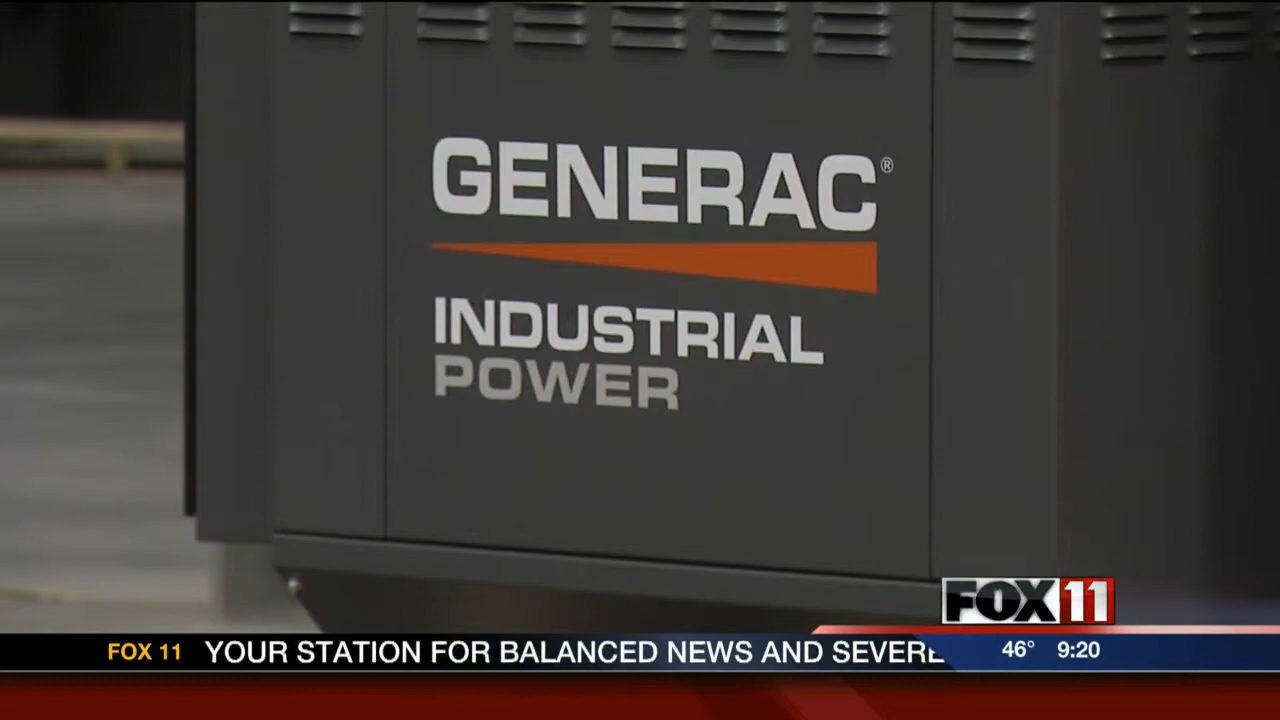 GENERAC®
INDUSTRIAL
POWER
FOX 11
FOX 11 YOUR STATION FOR BALANCED NEWS AND SEVERE 46° 9:20